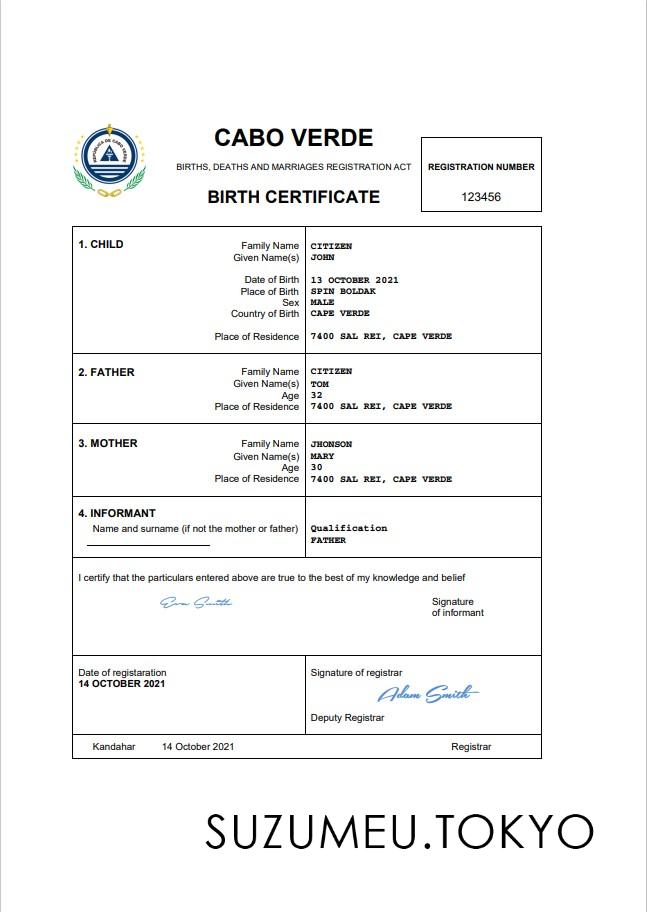 REPÚBLICA DE CABO VERDE
CABO VERDE
BIRTHS, DEATHS AND MARRIAGES REGISTRATION ACT
BIRTH CERTIFICATE
REGISTRATION NUMBER
123456
1. CHILD
Family Name CITIZEN
Given Name(s) JOHN
Date of Birth 13 OCTOBER 2021
Place of Birth SPIN BOLDAK
Sex MALE
Country of Birth CAPE VERDE
Place of Residence 7400 SAL REI, CAPE VERDE
2. FATHER
Family Name CITIZEN
Given Name(s) TOM
Age 32
Place of Residence 7400 SAL REI, CAPE VERDE
3. MOTHER
Family Name JHONSON
Given Name(s) MARY
Age 30
Place of Residence 7400 SAL REI, CAPE VERDE
4. INFORMANT
Name and surname (if not the mother or father) Qualification
FATHER
I certify that the particulars entered above are true to the best of my knowledge and belief
Eva Smith
Signature
of informant
Date of registaration
14 OCTOBER 2021
Signature of registrar
Adam Smith
Deputy Registrar
Kandahar 14 October 2021 Registrar
SUZUMEU.TOKYO